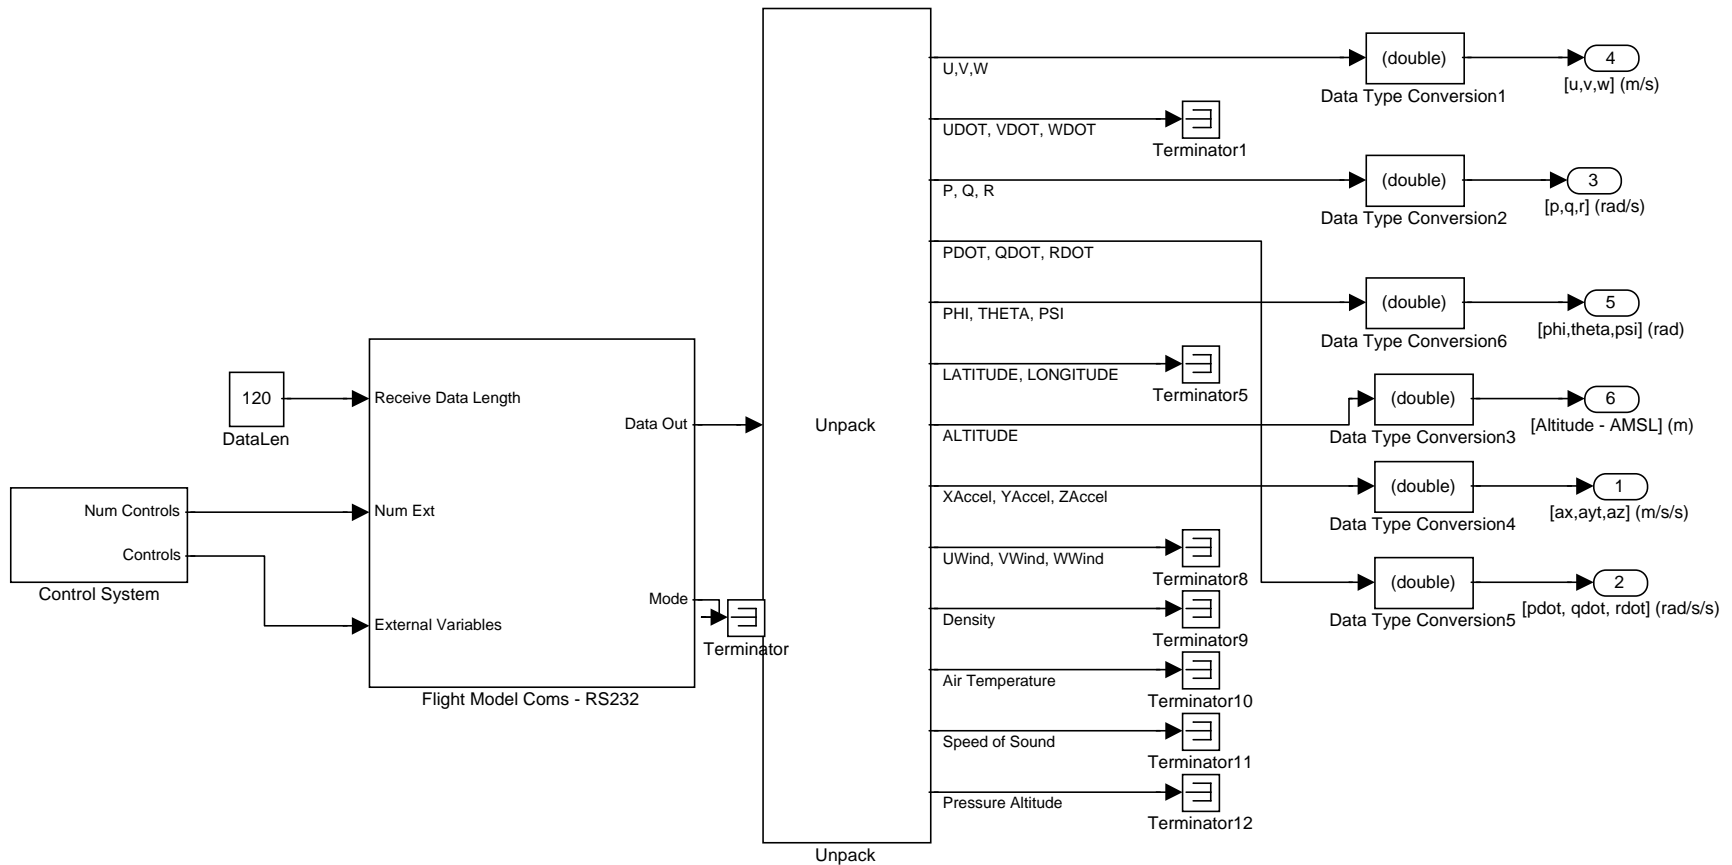 U,V,W
(double)
Data Type Conversion1
4
[u,v,w] (m/s)
UDOT, VDOT, WDOT
Terminator1
P, Q, R
(double)
Data Type Conversion2
3
[p,q,r] (rad/s)
PDOT, QDOT, RDOT
PHI, THETA, PSI
(double)
Data Type Conversion6
5
[phi,theta,psi] (rad)
LATITUDE, LONGITUDE
Terminator5
120
DataLen
Receive Data Length
Data Out
Unpack
ALTITUDE
(double)
Data Type Conversion3
6
[Altitude - AMSL] (m)
XAccel, YAccel, ZAccel
(double)
Data Type Conversion4
1
[ax,ayt,az] (m/s/s)
Num Controls
Controls
Control System
Num Ext
External Variables
Mode
Terminator
Flight Model Coms - RS232
UWind, VWind, WWind
Terminator8
(double)
Data Type Conversion5
2
[pdot, qdot, rdot] (rad/s/s)
Density
Terminator9
Air Temperature
Terminator10
Speed of Sound
Terminator11
Pressure Altitude
Terminator12
Unpack